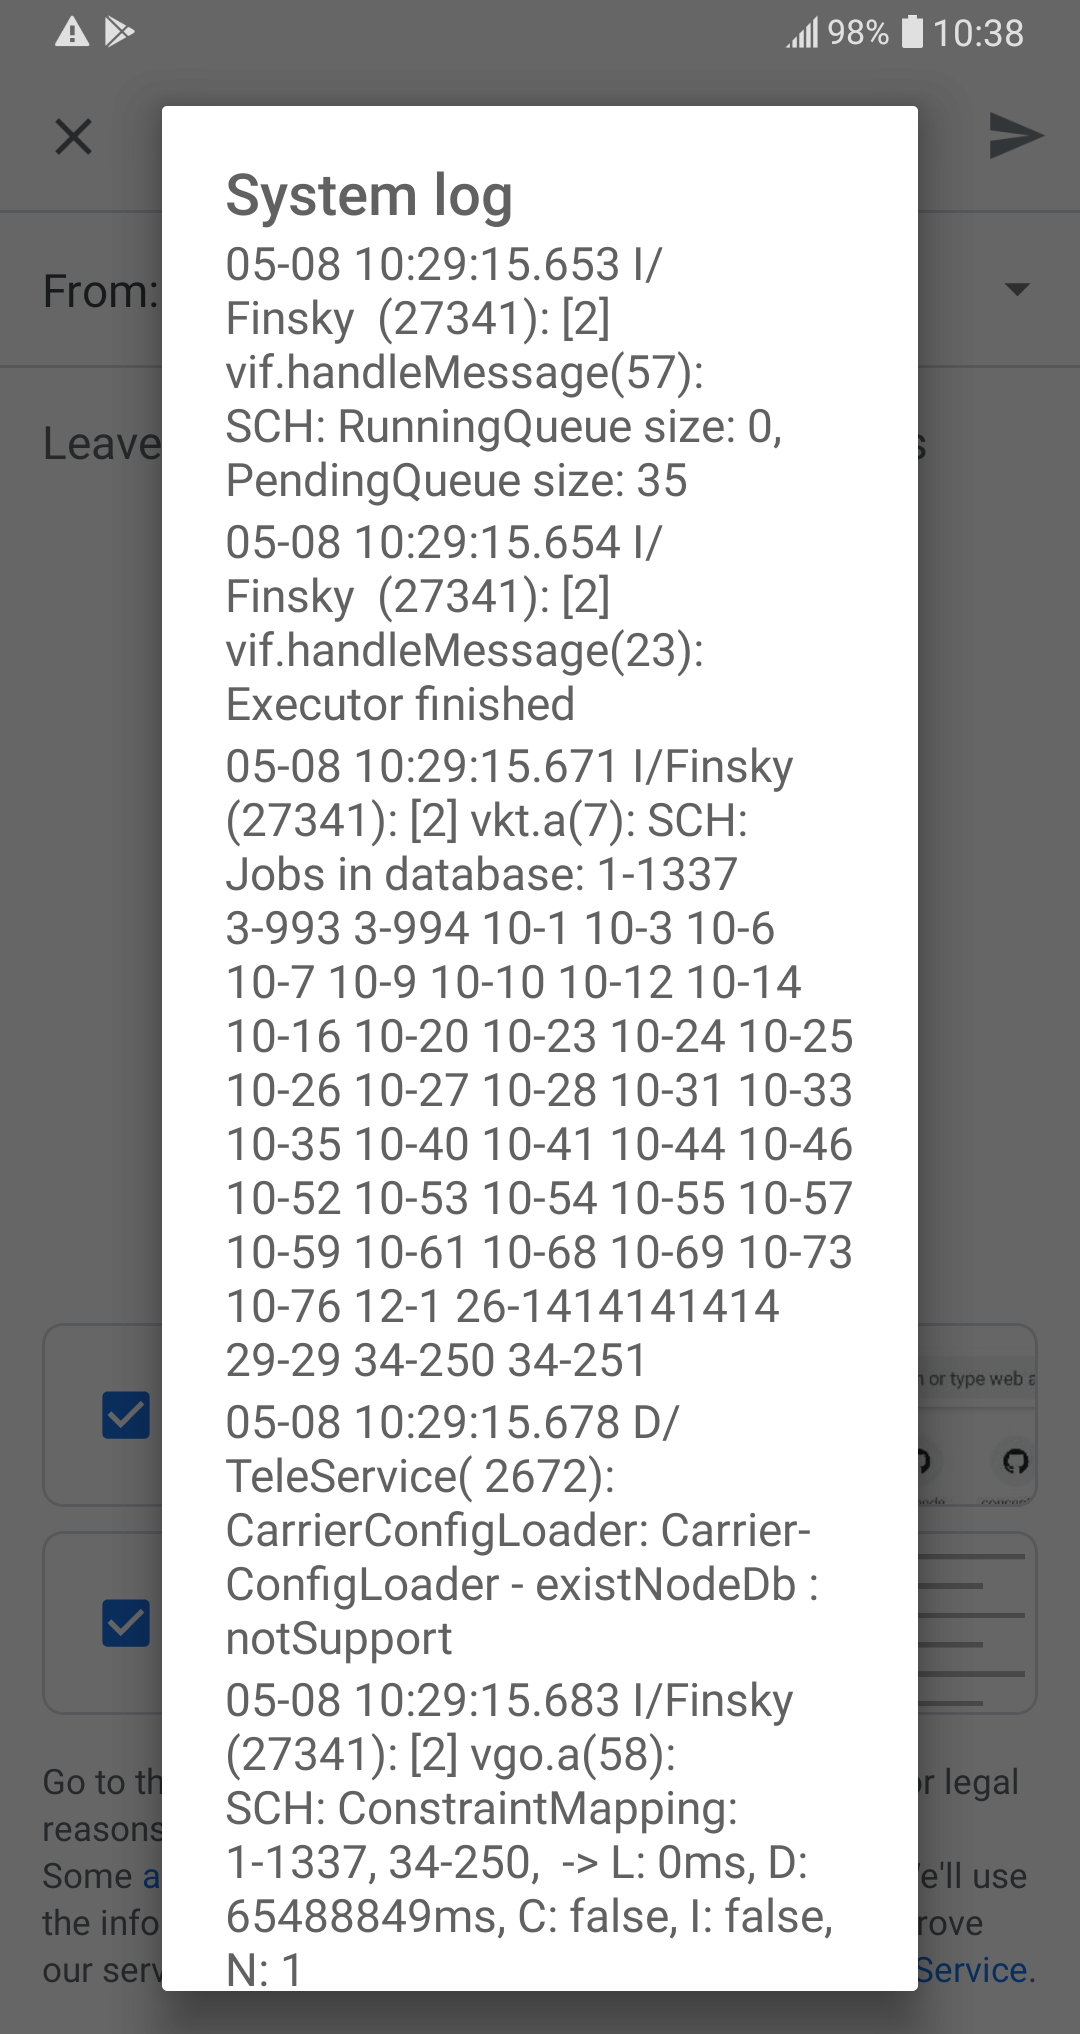 98% 10:38
System log
05-08 10:29:15.653 I/
Finsky  (27341): [2]
vif.handleMessage(57):
SCH: RunningQueue size: 0,
PendingQueue size: 35
05-08 10:29:15.654 I/
Finsky  (27341): [2]
vif.handleMessage(23):
Executor finished
05-08 10:29:15.671 I/Finsky
(27341): [2] vkt.a(7): SCH:
Jobs in database: 1-1337
3-993 3-994 10-1 10-3 10-6
10-7 10-9 10-10 10-12 10-14
10-16 10-20 10-23 10-24 10-25
10-26 10-27 10-28 10-31 10-33
10-35 10-40 10-41 10-44 10-46
10-52 10-53 10-54 10-55 10-57
10-59 10-61 10-68 10-69 10-73
10-76 12-1 26-1414141414
29-29 34-250 34-251
05-08 10:29:15.678 D/
TeleService( 2672):
CarrierConfigLoader: Carrier-
ConfigLoader - existNodeDb :
notSupport
05-08 10:29:15.683 I/Finsky
(27341): [2] vgo.a(58):
SCH: ConstraintMapping:
1-1337, 34-250,  -> L: 0ms, D:
65488849ms, C: false, I: false,
N: 1
From:
Leave
or type web a
Go to
legal
reasons
Some
use
the info
our
Service.